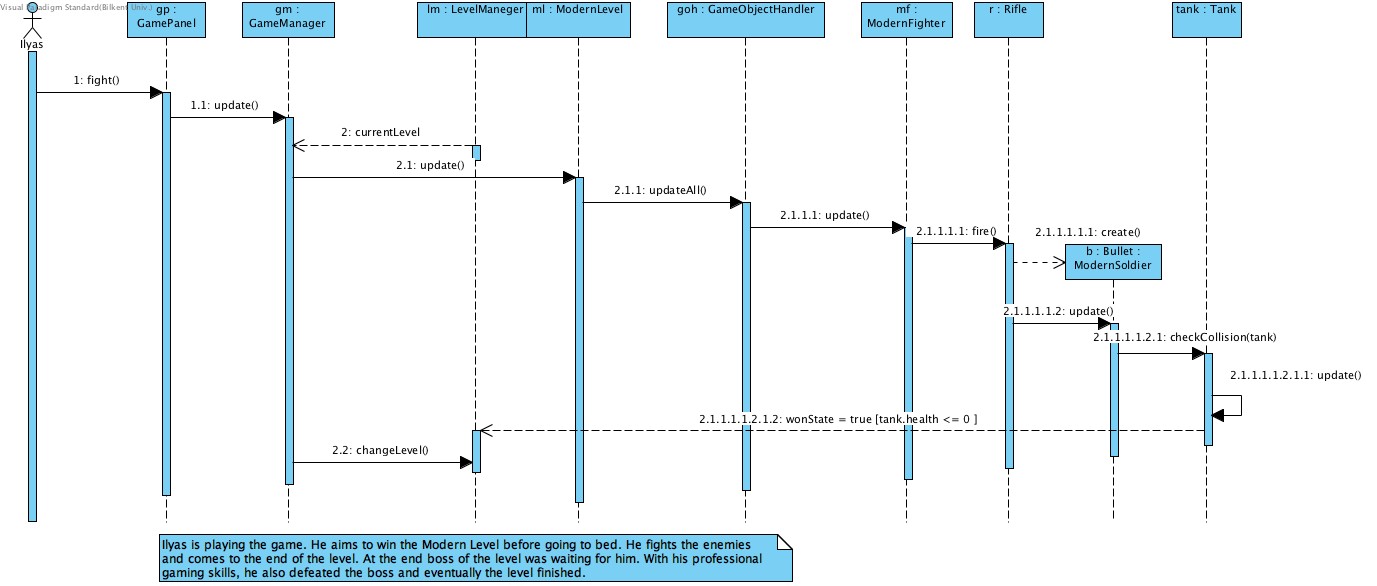 Visual Paradigm Standard(Bilkent Univ.)
Ilyas
gp :
GamePanel
gm :
GameManager
lm : LevelManeger
ml : ModernLevel
goh : GameObjectHandler
mf :
ModernFighter
r : Rifle
tank : Tank
1: fight()
1.1: update()
2: currentLevel
2.1: update()
2.1.1: updateAll()
2.1.1.1: update()
2.1.1.1.1: fire()
2.1.1.1.1.1: create()
b : Bullet :
ModernSoldier
2.1.1.1.1.2: update()
2.1.1.1.1.2.1: checkCollision(tank)
2.1.1.1.1.2.1.1: update()
2.1.1.1.1.2.1.2: wonState = true [tank.health <= 0 ]
2.2: changeLevel()
Ilyas is playing the game. He aims to win the Modern Level before going to bed. He fights the enemies
and comes to the end of the level. At the end boss of the level was waiting for him. With his professional
gaming skills, he also defeated the boss and eventually the level finished.